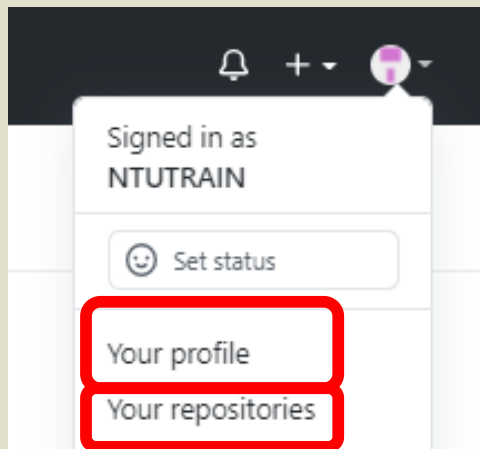 Signed in as
NTUTRAIN
Set status
Your profile
Your repositories